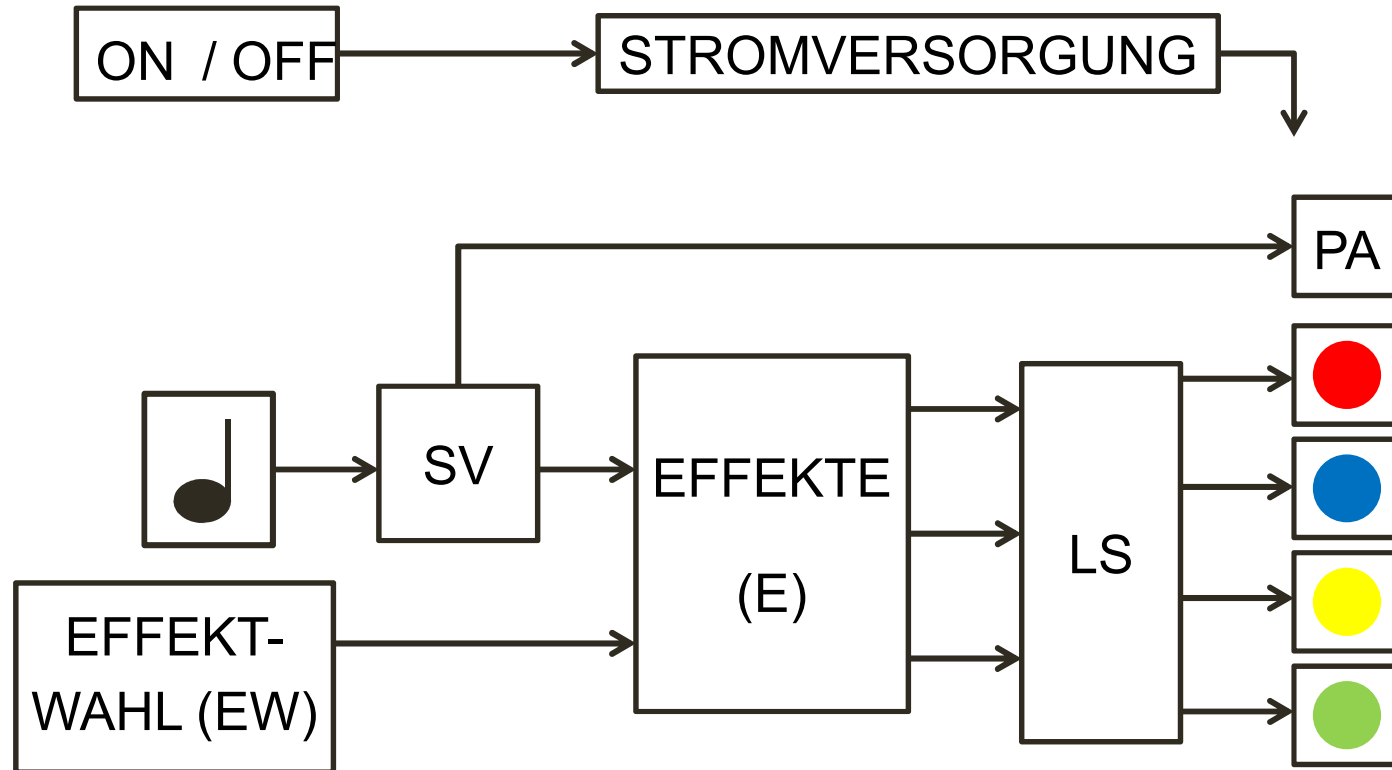 ON / OFF
STROMVERSORGUNG
PA
SV
EFFEKTE
(E)
LS
EFFEKT-
WAHL (EW)